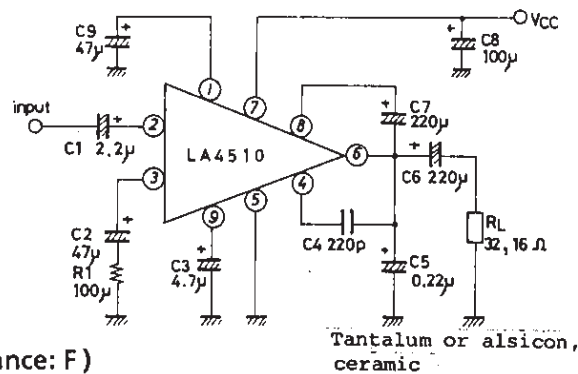 C9
47μ
VCC
C8
100μ
input
C1 2.2μ
LA4510
1
7
8
2
3
9
5
4
6
C7
220μ
C6 220μ
C2
47μ
R1
100μ
C3
4.7μ
C4 220p
C5
0.22μ
RL
32, 16 Ω
Tantalum or alsicon,
ceramic
ance: F)